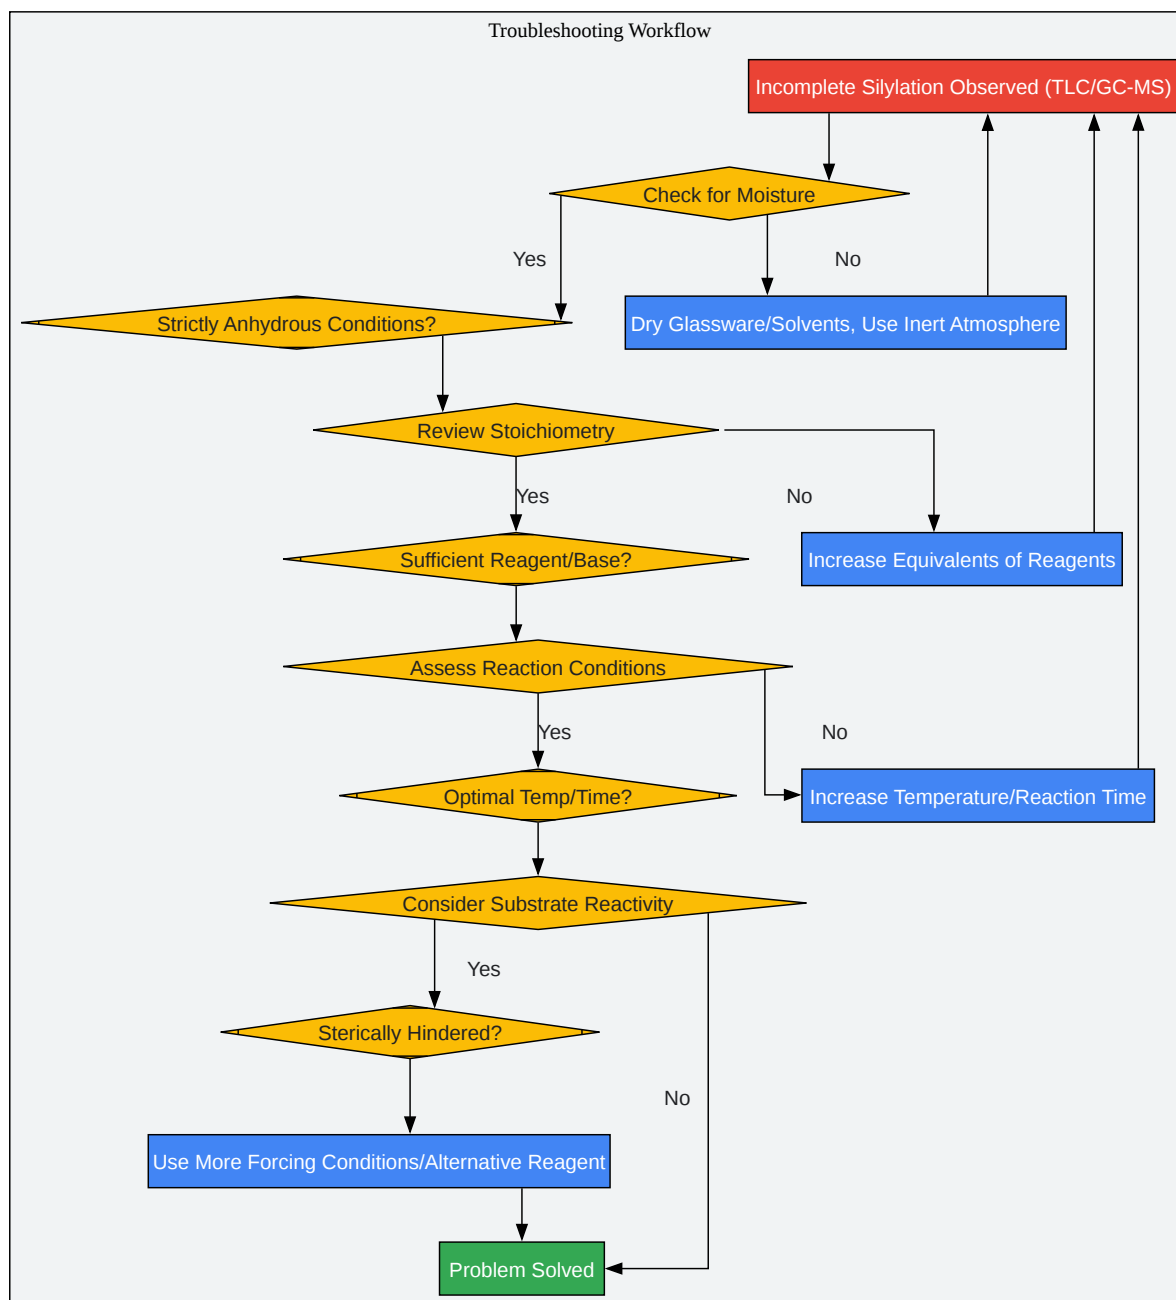 Troubleshooting Workflow
Incomplete Silylation Observed (TLC/GC-MS)
Check for Moisture
Yes
No
Strictly Anhydrous Conditions?
Dry Glassware/Solvents, Use Inert Atmosphere
Review Stoichiometry
Yes
No
Sufficient Reagent/Base?
Increase Equivalents of Reagents
Assess Reaction Conditions
Yes
No
Optimal Temp/Time?
Increase Temperature/Reaction Time
Consider Substrate Reactivity
Yes
Sterically Hindered?
No
Use More Forcing Conditions/Alternative Reagent
Problem Solved